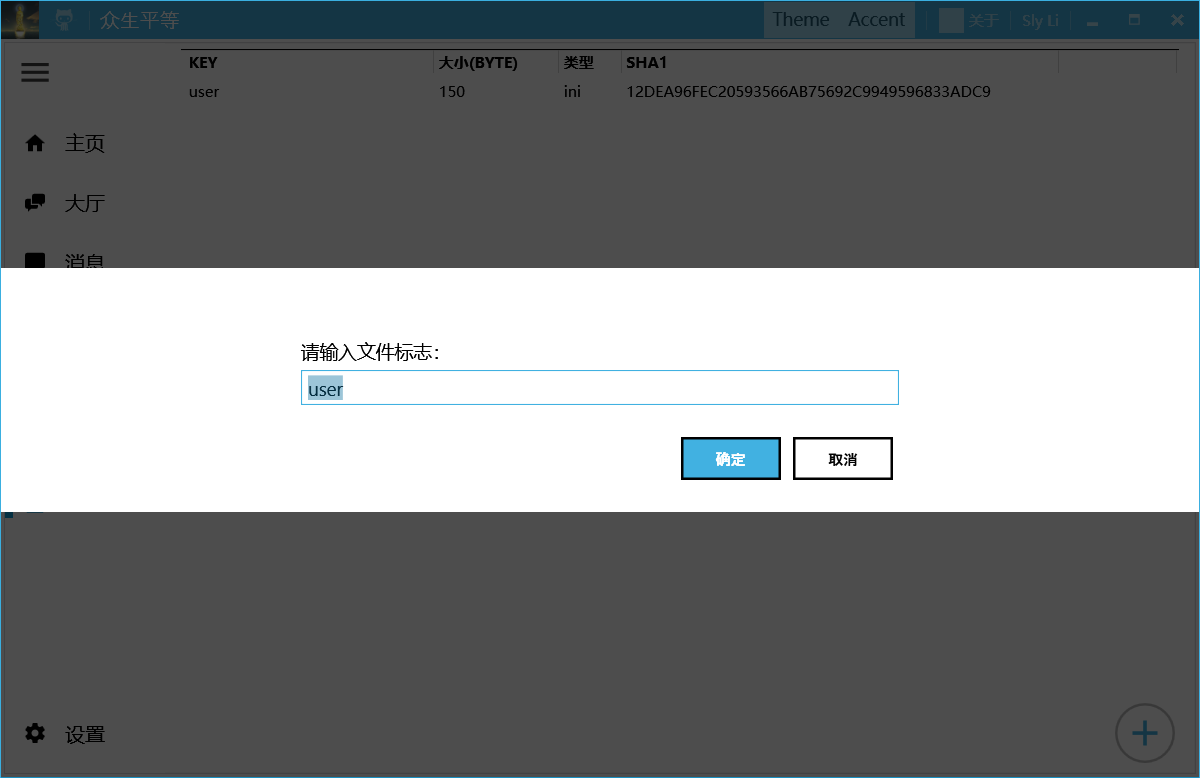 众生平等
Theme Accent 关于 Sly Li
KEY 大小(BYTE) 类型 SHA1
user 150 ini 12DEA96FEC20593566AB75692C9949596833ADC9
主页
大厅
消息
请输入文件标志:
user
确定 取消
设置